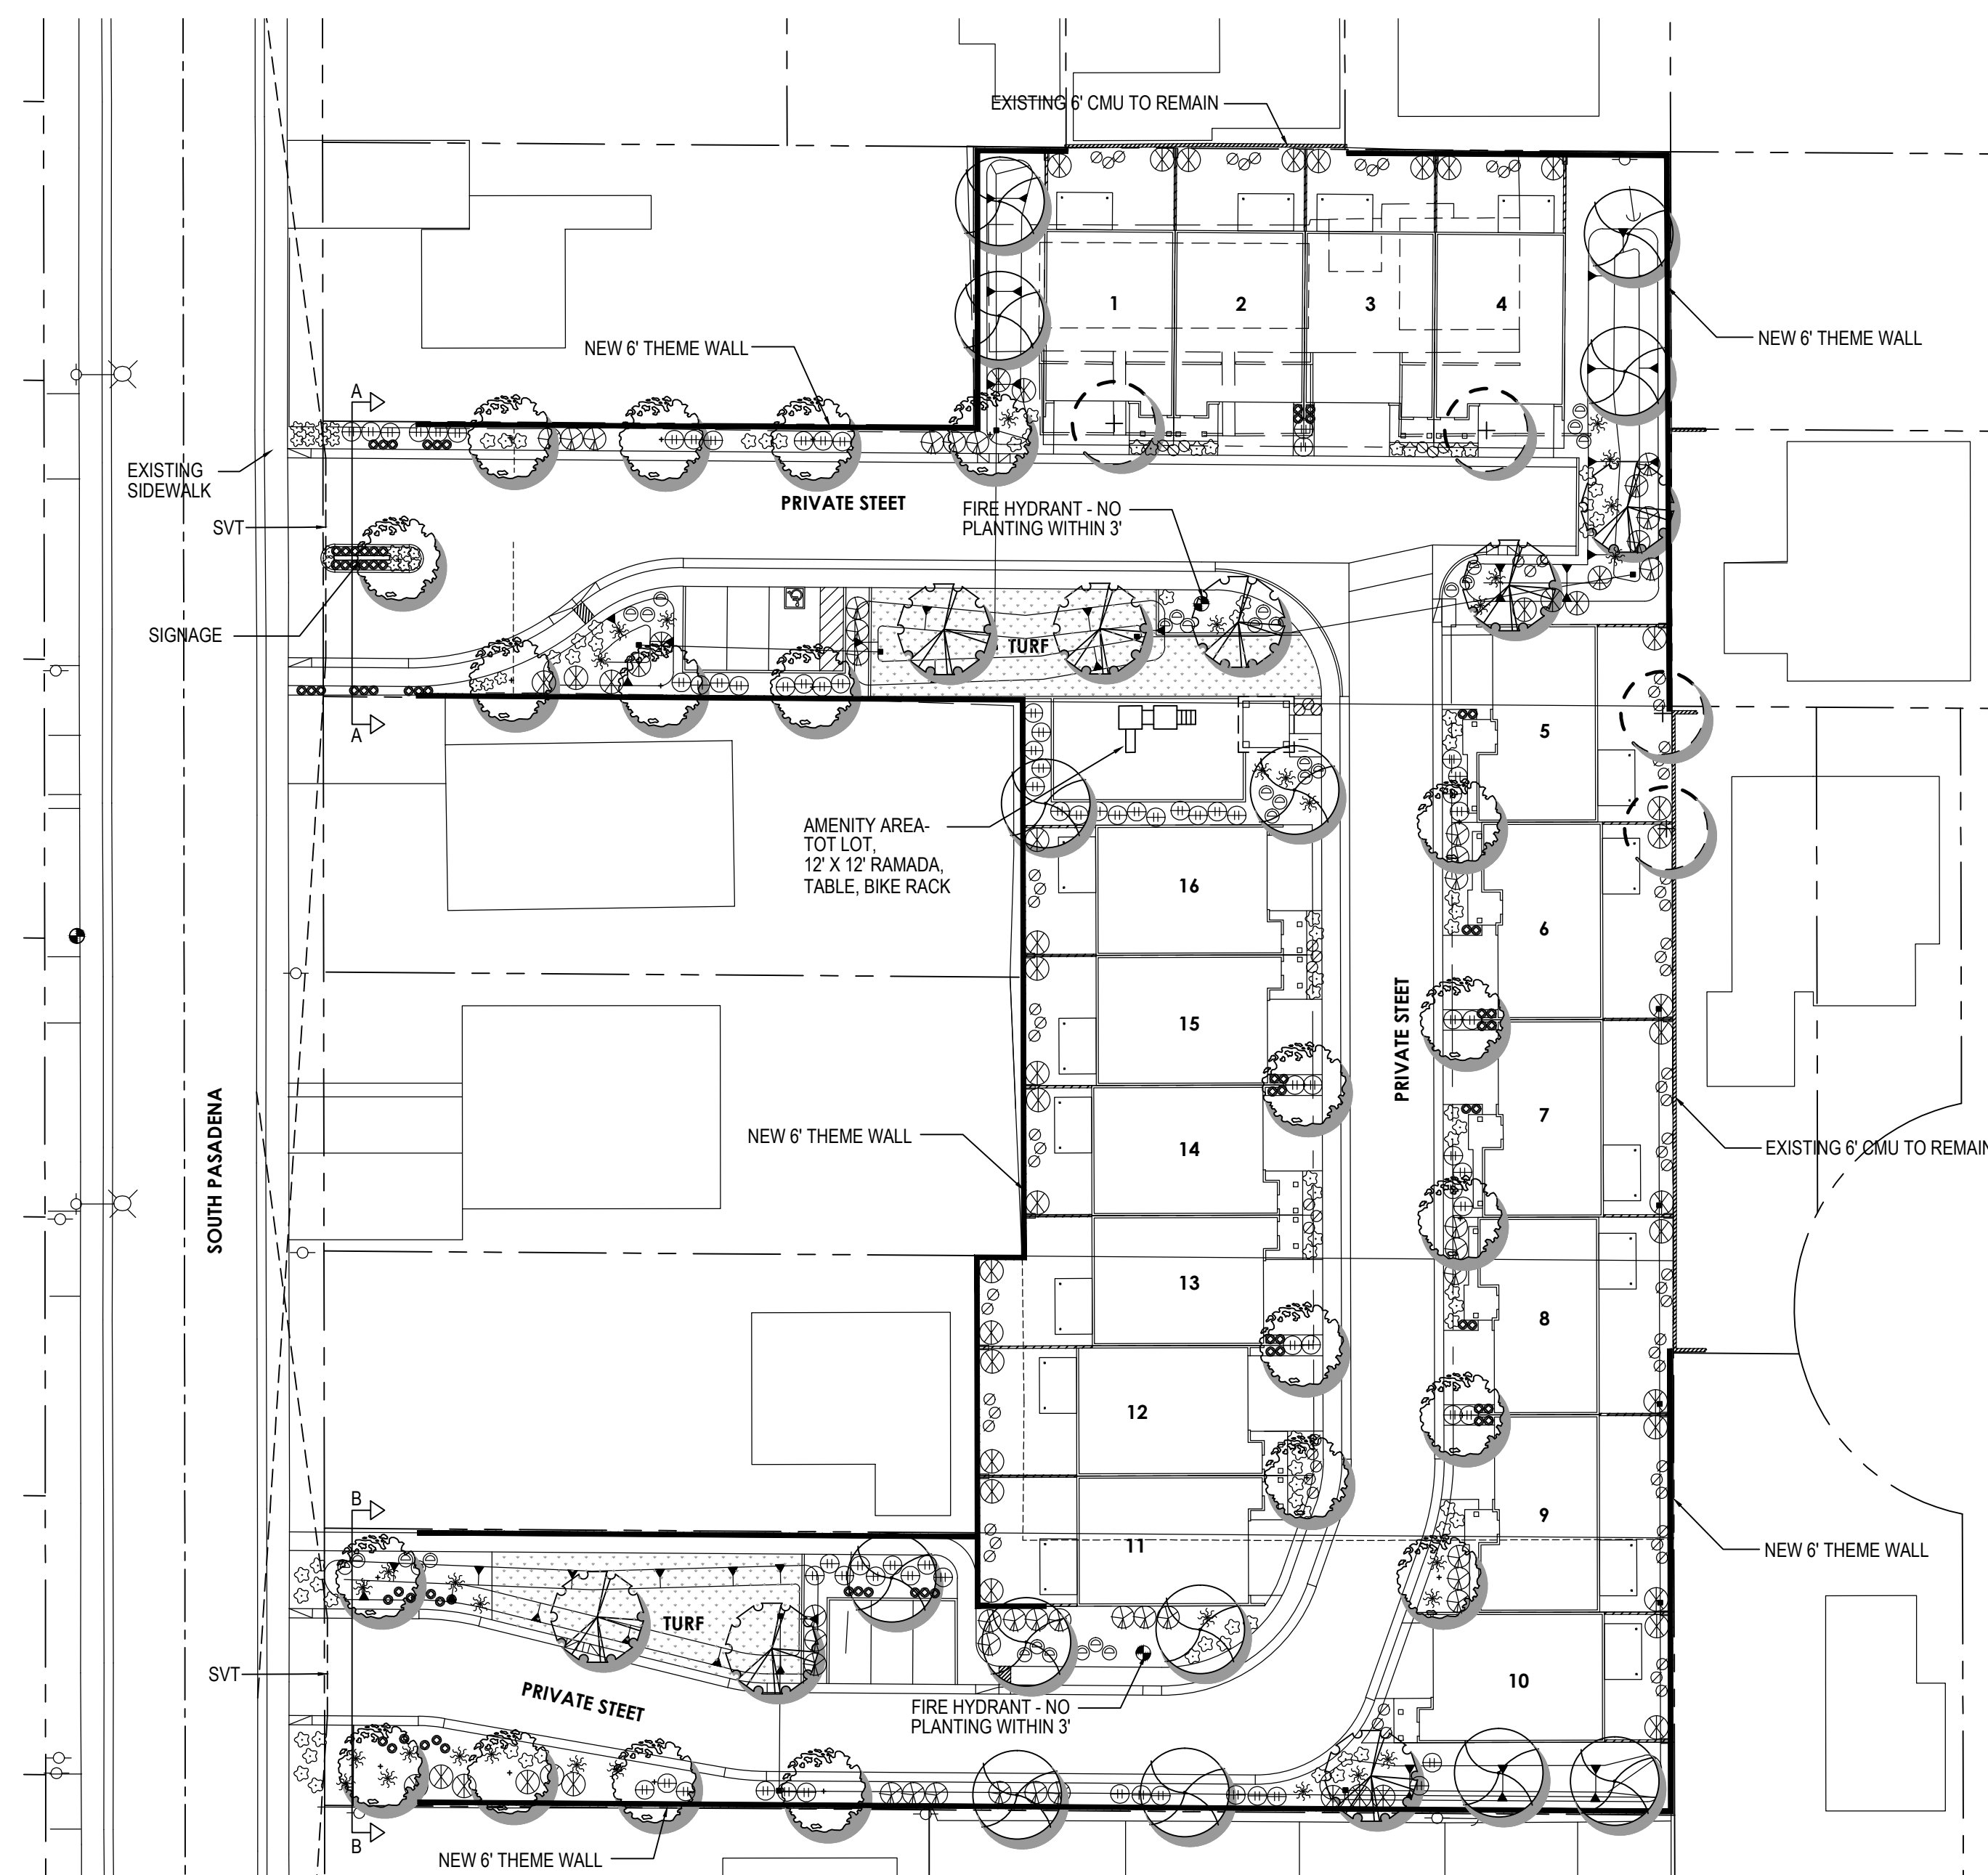 EXISTING 6' CMU TO REMAIN
1
2
3
4
NEW 6' THEME WALL
NEW 6' THEME WALL
A
EXISTING
SIDEWALK
PRIVATE STEET
FIRE HYDRANT - NO
PLANTING WITHIN 3'
SVT
SIGNAGE
TURF
A
5
AMENITY AREA-
TOT LOT,
12' X 12' RAMADA,
TABLE, BIKE RACK
16
6
15
PRIVATE STEET
7
SOUTH PASADENA
NEW 6' THEME WALL
14
EXISTING 6' CMU TO REMAIN
13
8
12
B
9
11
NEW 6' THEME WALL
TURF
SVT
10
PRIVATE STEET
FIRE HYDRANT - NO
PLANTING WITHIN 3'
B
NEW 6' THEME WALL